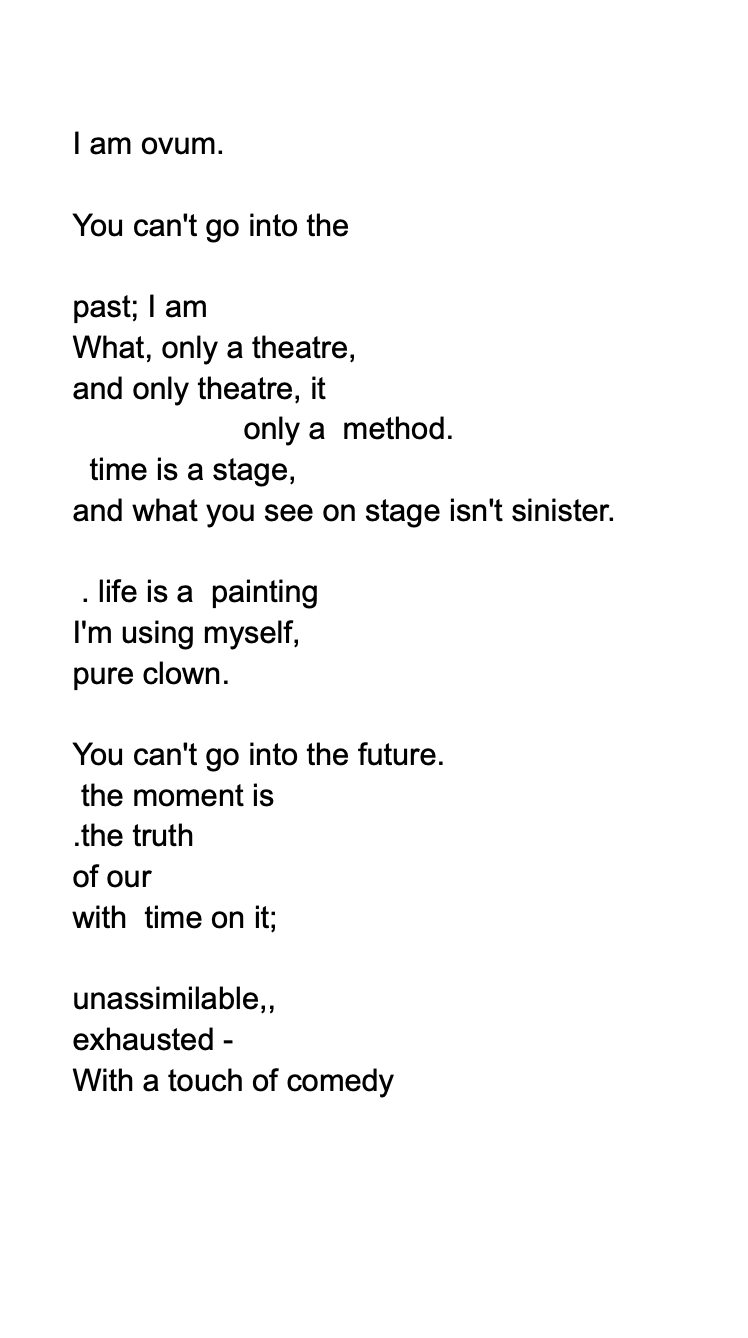 I am ovum.
You can't go into the
past; I am
What, only a theatre,
and only theatre, it
only a  method.
time is a stage,
and what you see on stage isn't sinister.
. life is a  painting
I'm using myself,
pure clown.
You can't go into the future.
the moment is
.the truth
of our
with  time on it;
unassimilable,,
exhausted -
With a touch of comedy